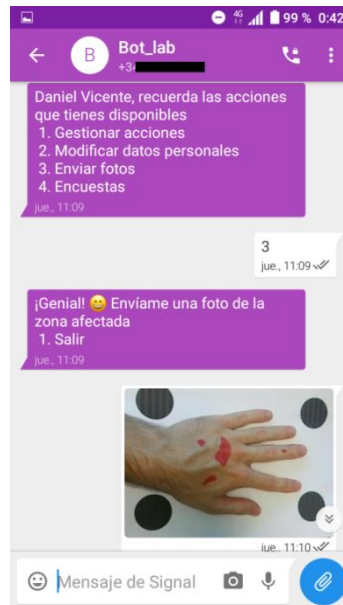 4G 99 % 0:42
B Bot_lab
+34
Daniel Vicente, recuerda las acciones
que tienes disponibles
1. Gestionar acciones
2. Modificar datos personales
3. Enviar fotos
4. Encuestas
jue., 11:09
3
jue., 11:09
¡Genial! 😄 Envíame una foto de la
zona afectada
1. Salir
jue., 11:09
jue., 11:10
Mensaje de Signal